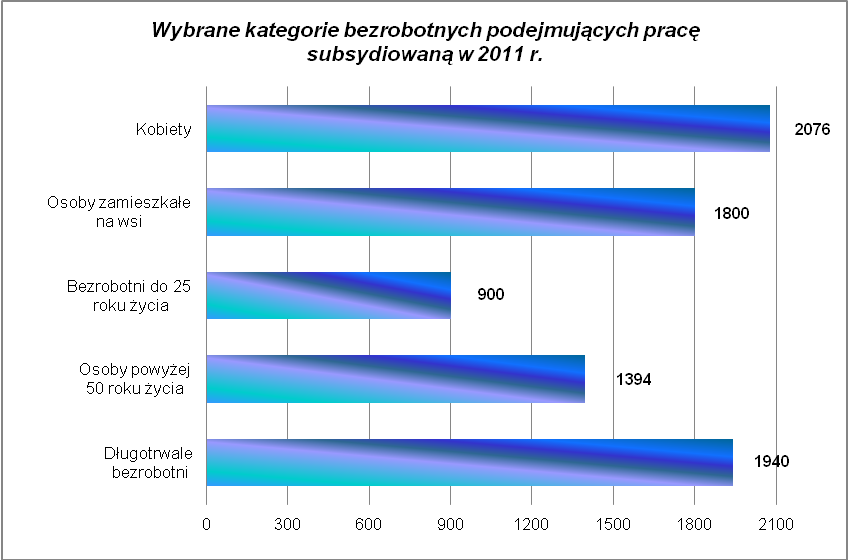 Wybrane kategorie bezrobotnych podejmujących pracę
subsydiowaną w 2011 r.
Kobiety
2076
Osoby zamieszkałe
na wsi
1800
Bezrobotni do 25
roku życia
900
Osoby powyżej
50 roku życia
1394
Długotrwale
bezrobotni
1940
0 300 600 900 1200 1500 1800 2100